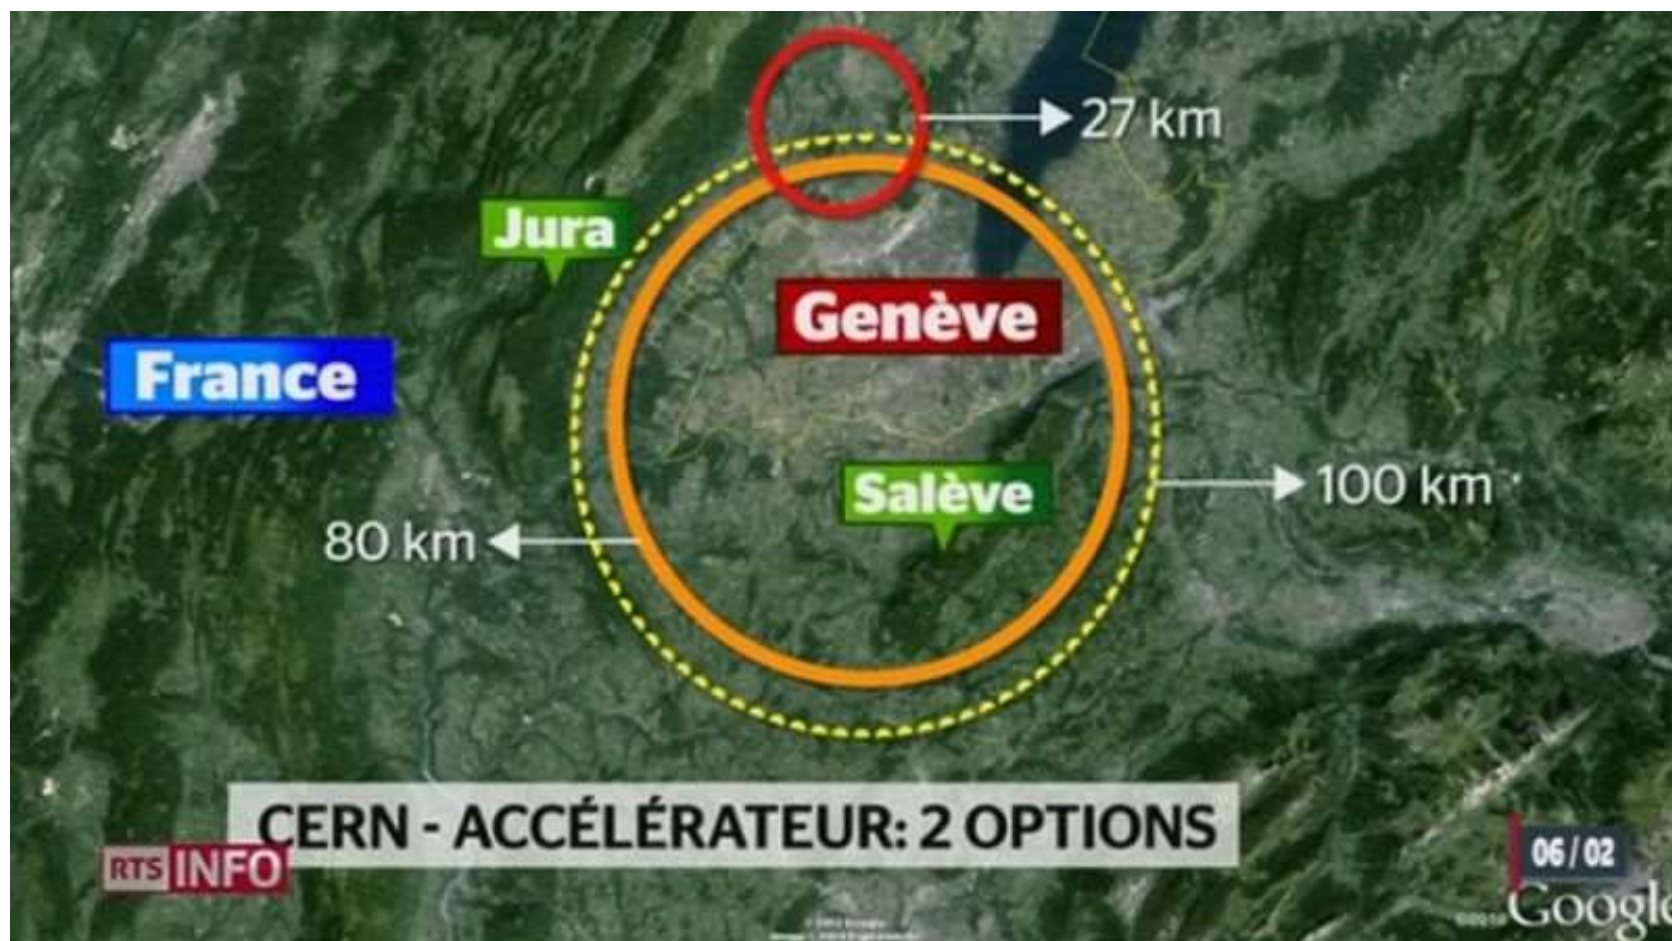 27 km
Jura
Genève
France
Salève
100 km
80 km
CERN - ACCÉLÉRATEUR: 2 OPTIONS
RTS INFO
06/02
Google